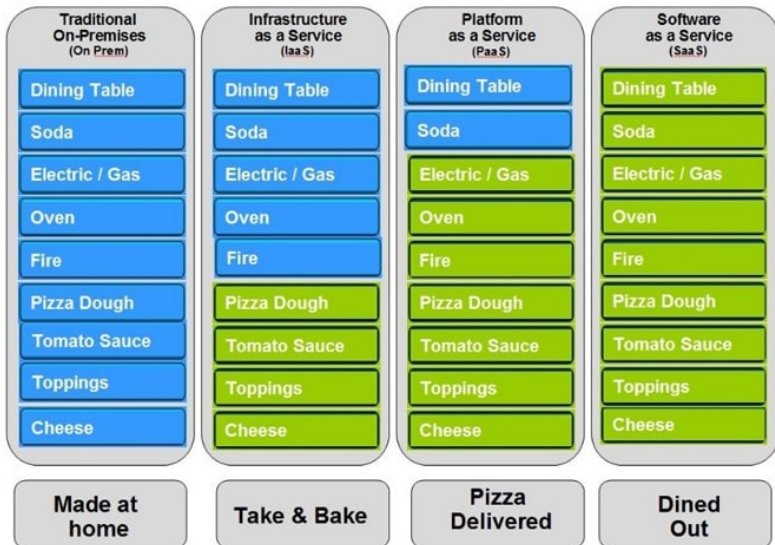 Traditional
On-Premises
(On Prem)
Dining Table
Soda
Electric / Gas
Oven
Fire
Pizza Dough
Tomato Sauce
Toppings
Cheese
Made at
home
Infrastructure
as a Service
(IaaS)
Dining Table
Soda
Electric / Gas
Oven
Fire
Pizza Dough
Tomato Sauce
Toppings
Cheese
Take & Bake
Platform
as a Service
(PaaS)
Dining Table
Soda
Electric / Gas
Oven
Fire
Pizza Dough
Tomato Sauce
Toppings
Cheese
Pizza
Delivered
Software
as a Service
(SaaS)
Dining Table
Soda
Electric / Gas
Oven
Fire
Pizza Dough
Tomato Sauce
Toppings
Cheese
Dined
Out